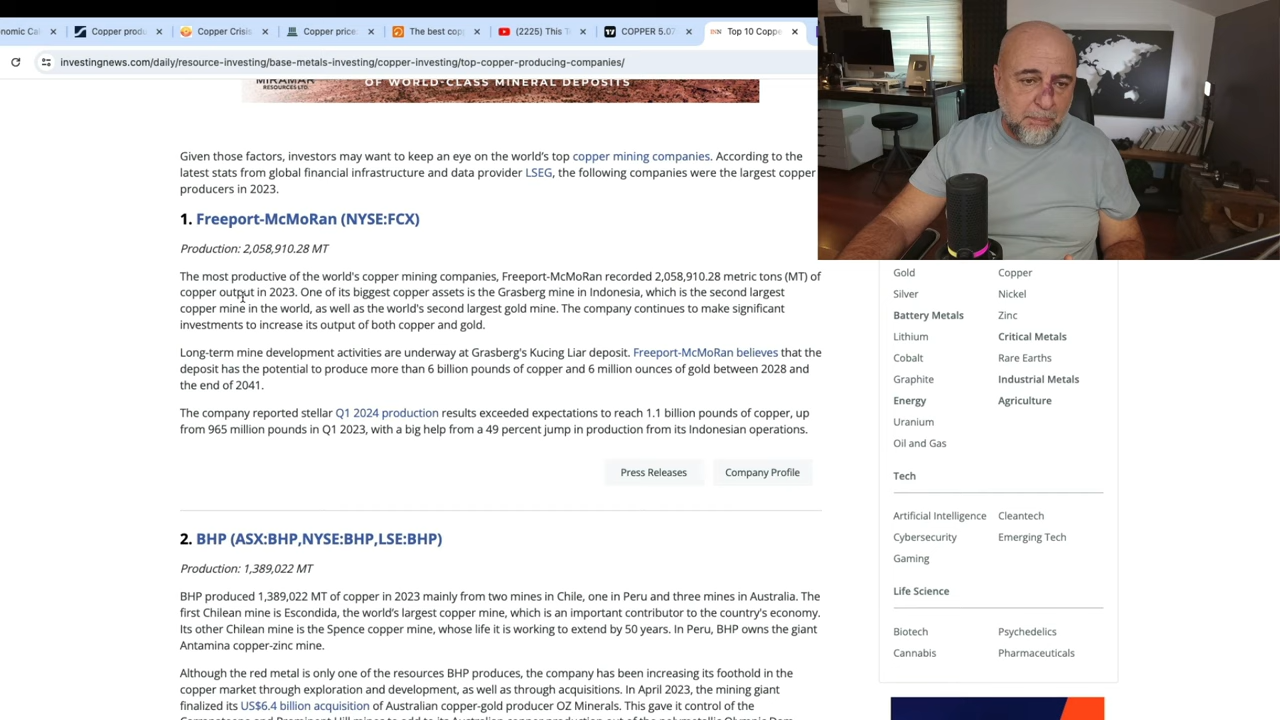 nomic Cal
Copper produ
Copper Crisis
Copper price
The best cop
(2225) This T
COPPER 5.07
Top 10 Coppe
investingnews.com/daily/resource-investing/base-metals-investing/copper-investing/top-copper-producing-companies/
MIRAMAR
RESOURCES LTD.
OF WORLD-CLASS MINERAL DEPOSITS
Given those factors, investors may want to keep an eye on the world's top copper mining companies. According to the
latest stats from global financial infrastructure and data provider LSEG, the following companies were the largest copper
producers in 2023.
1. Freeport-McMoRan (NYSE:FCX)
Production: 2,058,910.28 MT
The most productive of the world's copper mining companies, Freeport-McMoRan recorded 2,058,910.28 metric tons (MT) of
copper output in 2023. One of its biggest copper assets is the Grasberg mine in Indonesia, which is the second largest
copper mine in the world, as well as the world's second largest gold mine. The company continues to make significant
investments to increase its output of both copper and gold.
Long-term mine development activities are underway at Grasberg's Kucing Liar deposit. Freeport-McMoRan believes that the
deposit has the potential to produce more than 6 billion pounds of copper and 6 million ounces of gold between 2028 and
the end of 2041.
The company reported stellar Q1 2024 production results exceeded expectations to reach 1.1 billion pounds of copper, up
from 965 million pounds in Q1 2023, with a big help from a 49 percent jump in production from its Indonesian operations.
Press Releases
Company Profile
2. BHP (ASX:BHP,NYSE:BHP,LSE:BHP)
Production: 1,389,022 MT
BHP produced 1,389,022 MT of copper in 2023 mainly from two mines in Chile, one in Peru and three mines in Australia. The
first Chilean mine is Escondida, the world's largest copper mine, which is an important contributor to the country's economy.
Its other Chilean mine is the Spence copper mine, whose life it is working to extend by 50 years. In Peru, BHP owns the giant
Antamina copper-zinc mine.
Although the red metal is only one of the resources BHP produces, the company has been increasing its foothold in the
copper market through exploration and development, as well as through acquisitions. In April 2023, the mining giant
finalized its US$6.4 billion acquisition of Australian copper-gold producer OZ Minerals. This gave it control of the
Gold
Copper
Silver
Nickel
Battery Metals
Zinc
Lithium
Critical Metals
Cobalt
Rare Earths
Graphite
Industrial Metals
Energy
Agriculture
Uranium
Oil and Gas
Tech
Artificial Intelligence
Cleantech
Cybersecurity
Emerging Tech
Gaming
Life Science
Biotech
Psychedelics
Cannabis
Pharmaceuticals